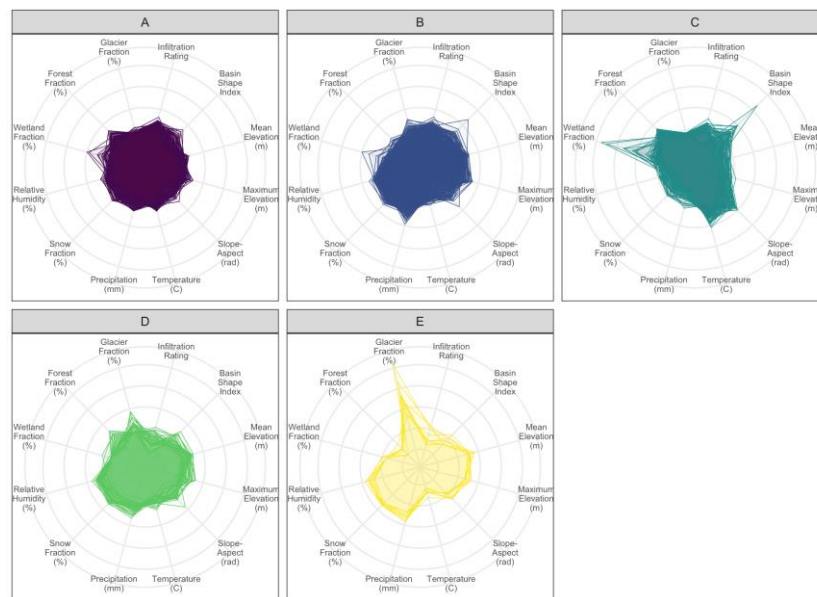 A
Glacier
Fraction
(%)
Infiltration
Rating
Basin
Shape
Index
Mean
Elevation
(m)
Maximum
Elevation
(m)
Slope-
Aspect
(rad)
Temperature
(C)
Precipitation
(mm)
Snow
Fraction
(%)
Relative
Humidity
(%)
Wetland
Fraction
(%)
Forest
Fraction
(%)
B
Glacier
Fraction
(%)
Infiltration
Rating
Basin
Shape
Index
Mean
Elevation
(m)
Maximum
Elevation
(m)
Slope-
Aspect
(rad)
Temperature
(C)
Precipitation
(mm)
Snow
Fraction
(%)
Relative
Humidity
(%)
Wetland
Fraction
(%)
Forest
Fraction
(%)
C
Glacier
Fraction
(%)
Infiltration
Rating
Basin
Shape
Index
Mean
Elevation
(m)
Maximum
Elevation
(m)
Slope-
Aspect
(rad)
Temperature
(C)
Precipitation
(mm)
Snow
Fraction
(%)
Relative
Humidity
(%)
Wetland
Fraction
(%)
Forest
Fraction
(%)
D
Glacier
Fraction
(%)
Infiltration
Rating
Basin
Shape
Index
Mean
Elevation
(m)
Maximum
Elevation
(m)
Slope-
Aspect
(rad)
Temperature
(C)
Precipitation
(mm)
Snow
Fraction
(%)
Relative
Humidity
(%)
Wetland
Fraction
(%)
Forest
Fraction
(%)
E
Glacier
Fraction
(%)
Infiltration
Rating
Basin
Shape
Index
Mean
Elevation
(m)
Maximum
Elevation
(m)
Slope-
Aspect
(rad)
Temperature
(C)
Precipitation
(mm)
Snow
Fraction
(%)
Relative
Humidity
(%)
Wetland
Fraction
(%)
Forest
Fraction
(%)